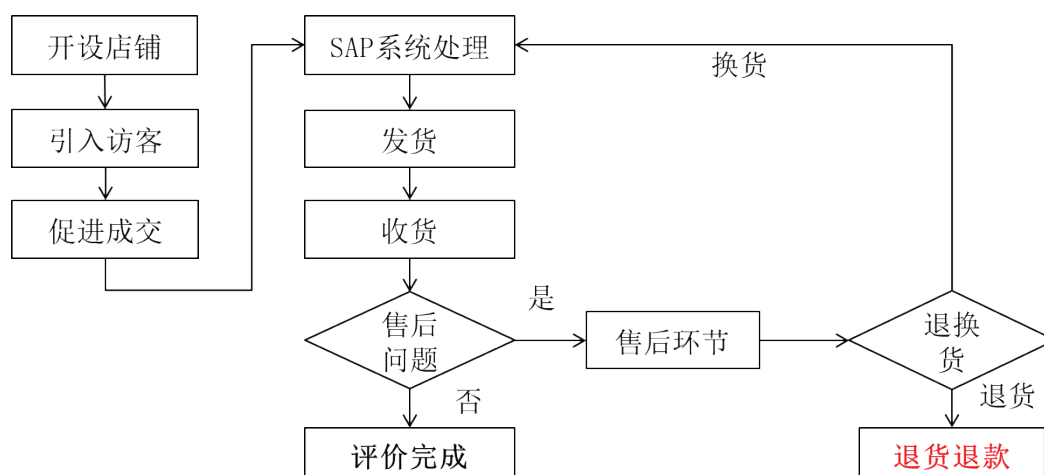 开设店铺
引入访客
促进成交
SAP系统处理
发货
收货
售后
问题
是
否
评价完成
售后环节
退换
货
换货
退货
退货退款